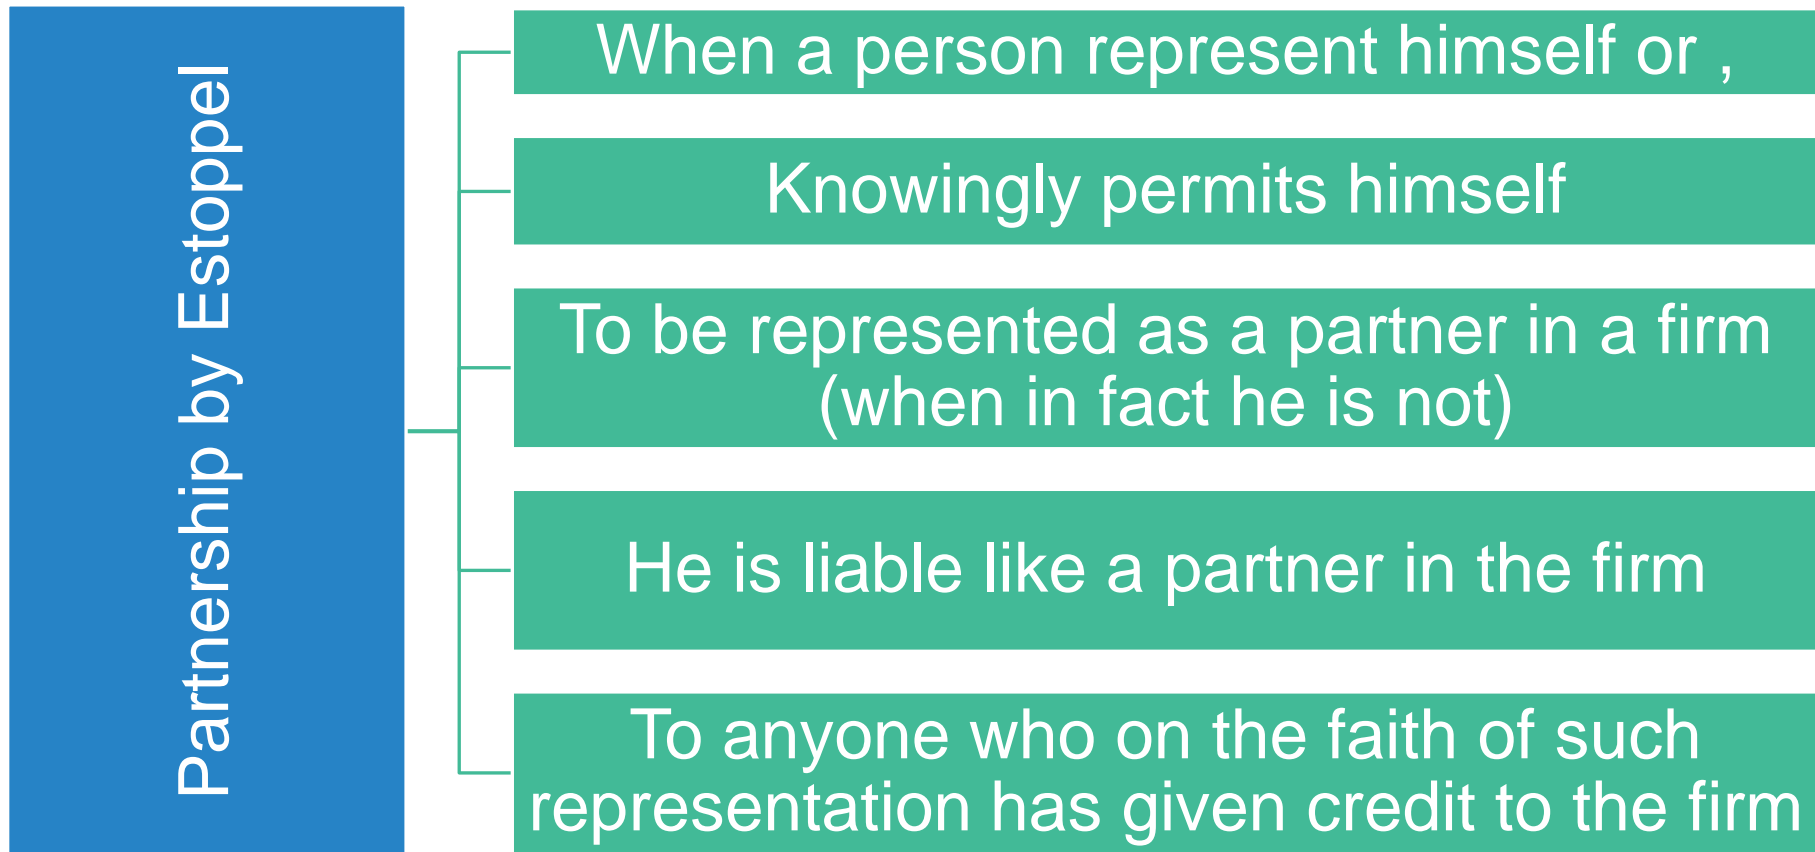 Partnership by Estoppel
When a person represent himself or ,
Knowingly permits himself
To be represented as a partner in a firm
(when in fact he is not)
He is liable like a partner in the firm
To anyone who on the faith of such
representation has given credit to the firm